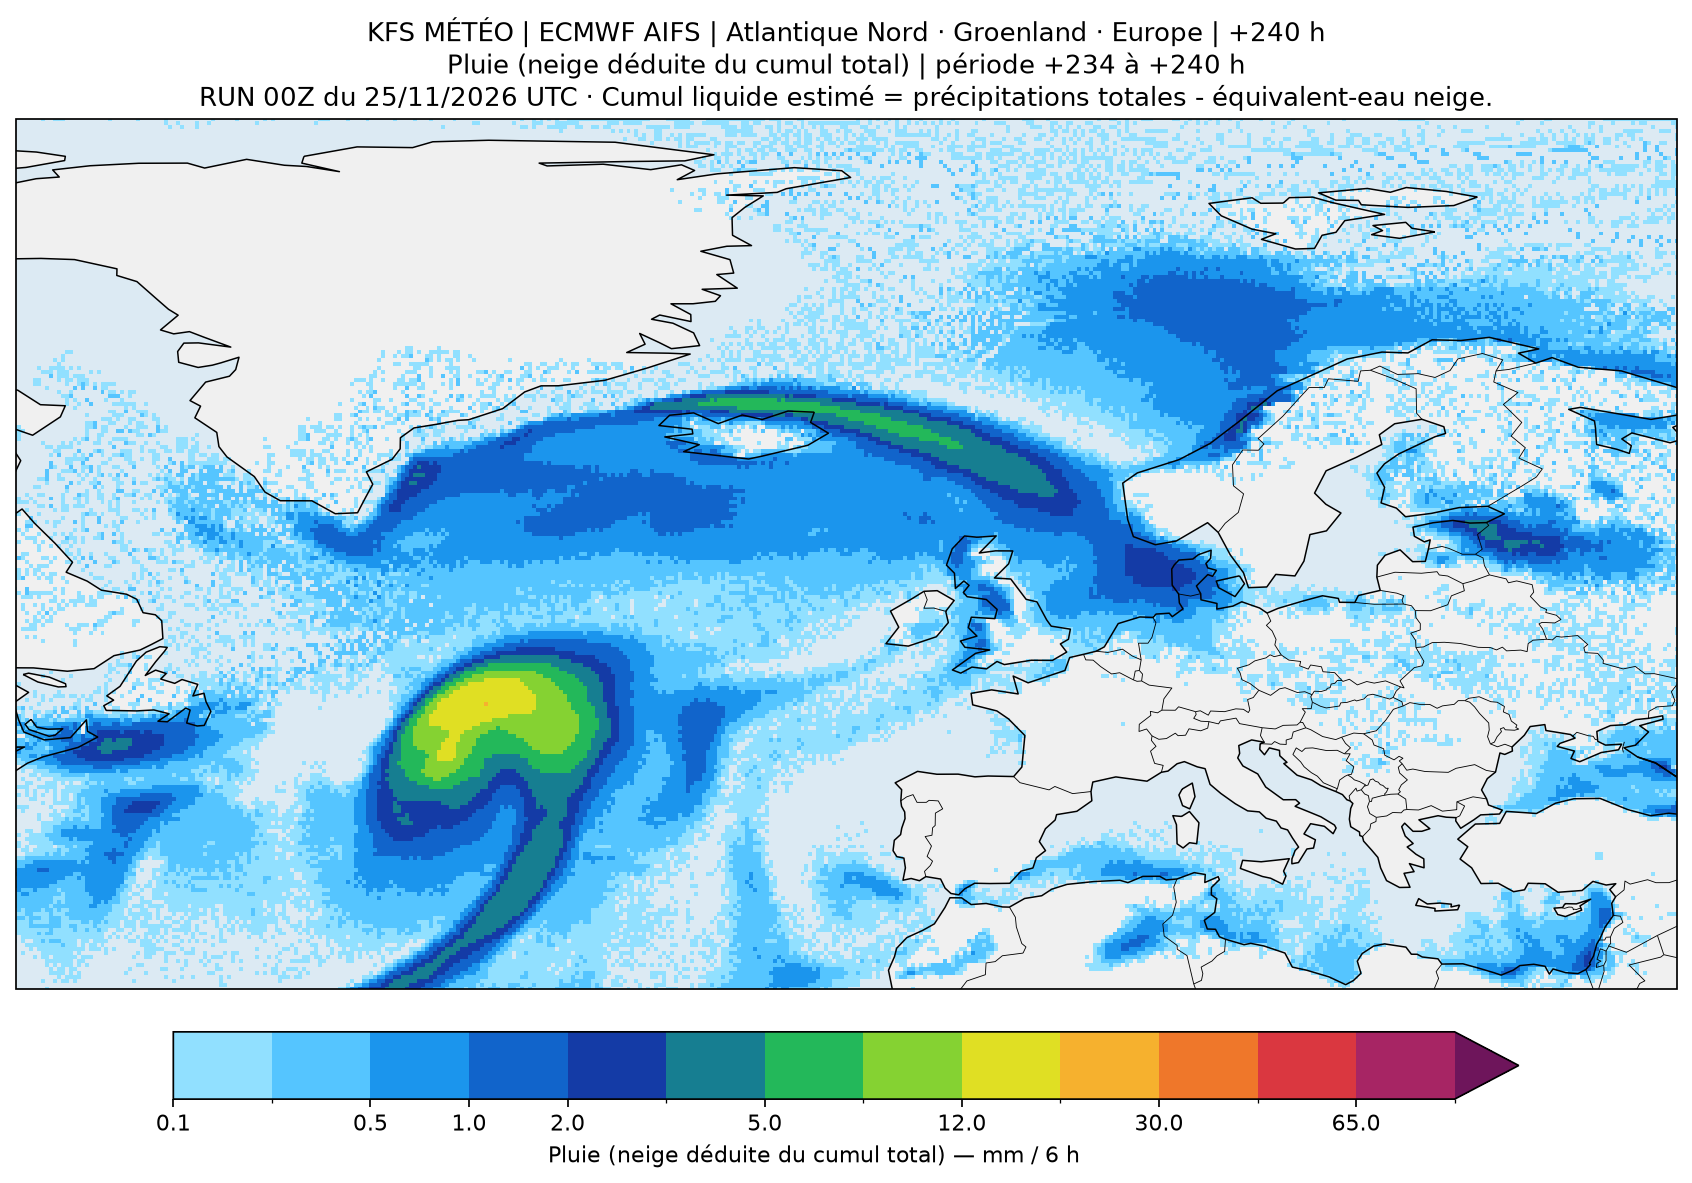 KFS MÉTÉO | ECMWF AIFS | Atlantique Nord · Groenland · Europe | +240 h
Pluie (neige déduite du cumul total) | période +234 à +240 h
RUN 00Z du 25/11/2026 UTC · Cumul liquide estimé = précipitations totales - équivalent-eau neige.
0.1 0.5 1.0 2.0 5.0 12.0 30.0 65.0
Pluie (neige déduite du cumul total) — mm / 6 h